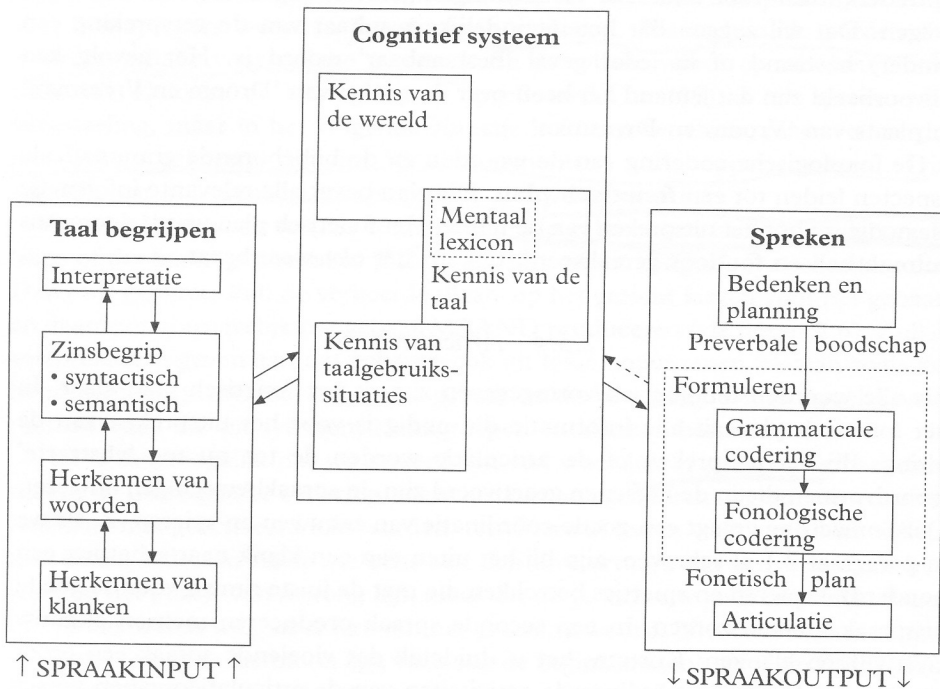 Cognitief systeem
Kennis van
de wereld
Mentaal
lexicon
Kennis van de
taal
Kennis van
taalgebruiks-
situaties
Taal begrijpen
Interpretatie
Zinsbegrip
• syntactisch
• semantisch
Herkennen van
woorden
Herkennen van
klanken
↑ SPRAAKINPUT ↑
Spreken
Bedenken en
planning
Preverbale boodschap
Formuleren
Grammaticale
codering
Fonologische
codering
Fonetisch plan
Articulatie
↓ SPRAAKOUTPUT ↓